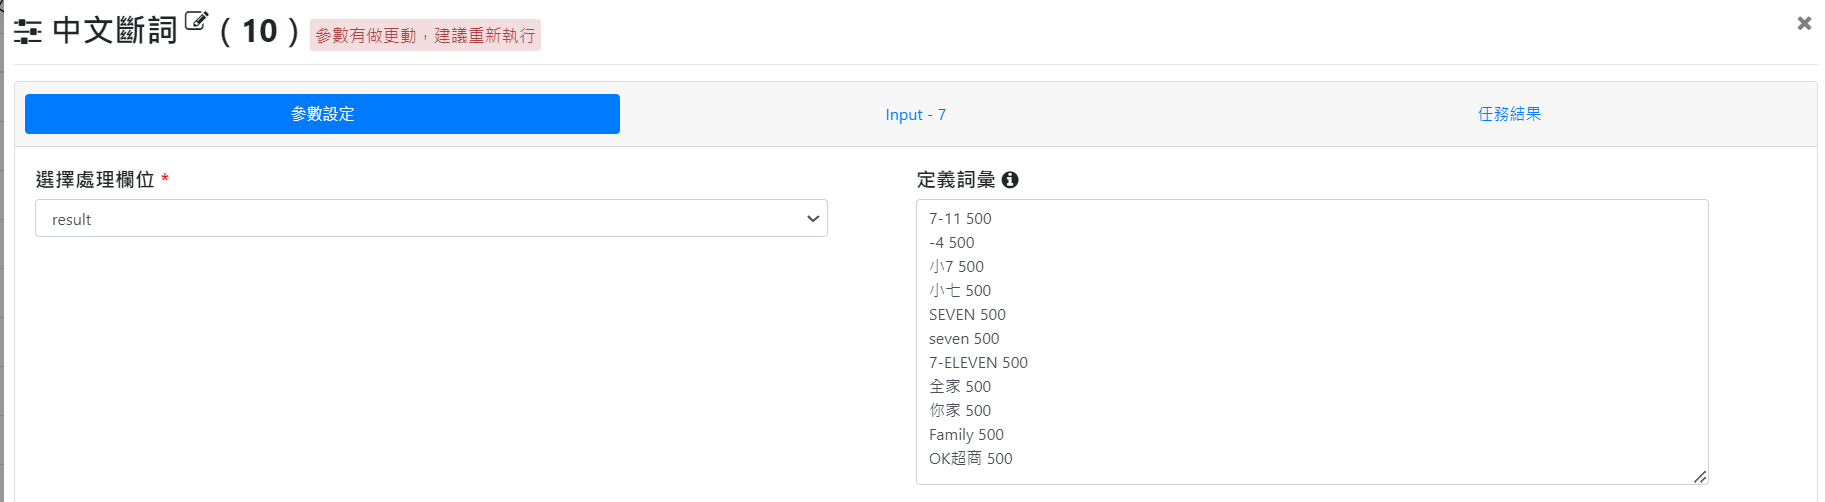 中文斷詞 ( 10 ) 參數有做更動，建議重新執行
參數設定 Input - 7 任務結果
選擇處理欄位 *
result
定義詞彙
7-11 500
-4 500
小7 500
小七 500
SEVEN 500
seven 500
7-ELEVEN 500
全家 500
你家 500
Family 500
OK超商 500